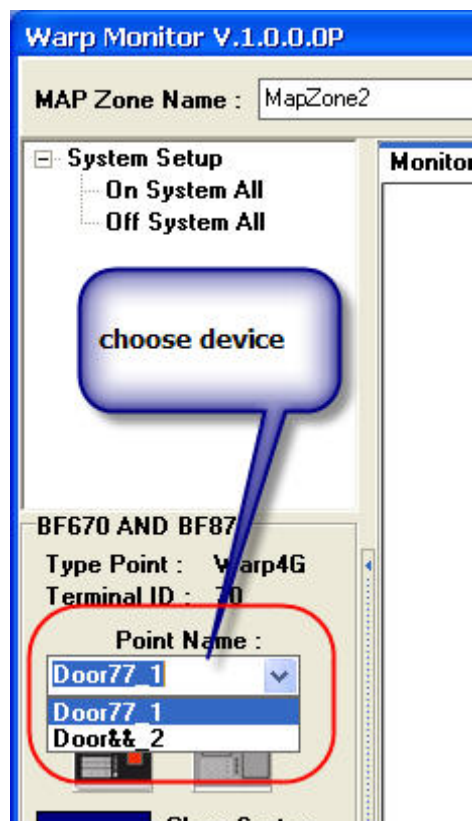 Warp Monitor V.1.0.0.0P
MAP Zone Name : MapZone2
System Setup
On System All
Off System All
Monitor
choose device
BF670 AND BF87
Type Point : Warp4G
Terminal ID :
Point Name :
Door77_1
Door77_1
Door&&_2